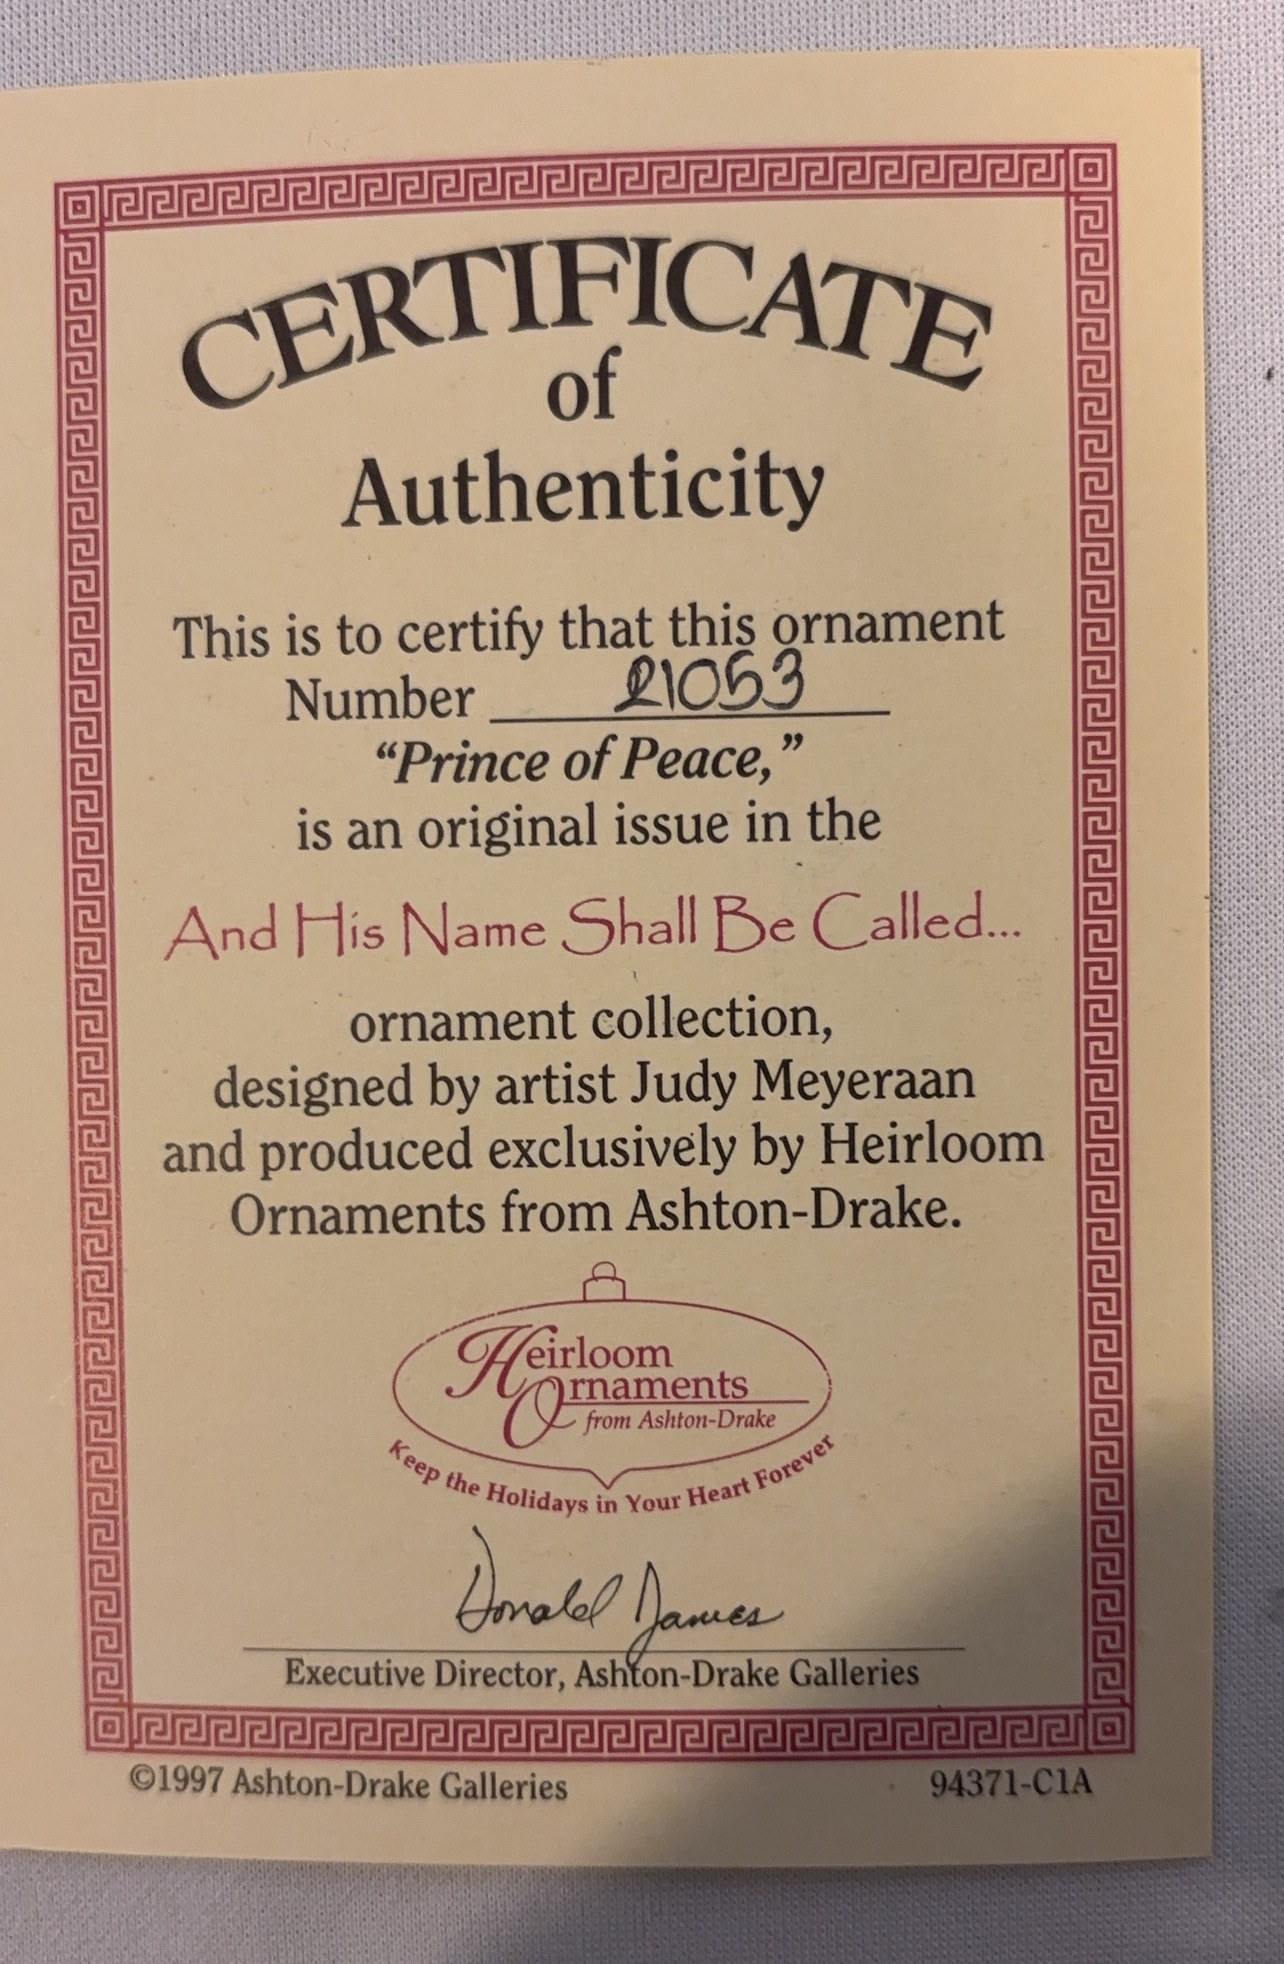 CERTIFICATE
of
Authenticity
This is to certify that this ornament
Number 21053
“Prince of Peace,”
is an original issue in the
And His Name Shall Be Called...
ornament collection,
designed by artist Judy Meyeraan
and produced exclusively by Heirloom
Ornaments from Ashton-Drake.
Heirloom
Ornaments
from Ashton-Drake
Keep the Holidays in Your Heart Forever
Donald James
Executive Director, Ashton-Drake Galleries
©1997 Ashton-Drake Galleries
94371-C1A